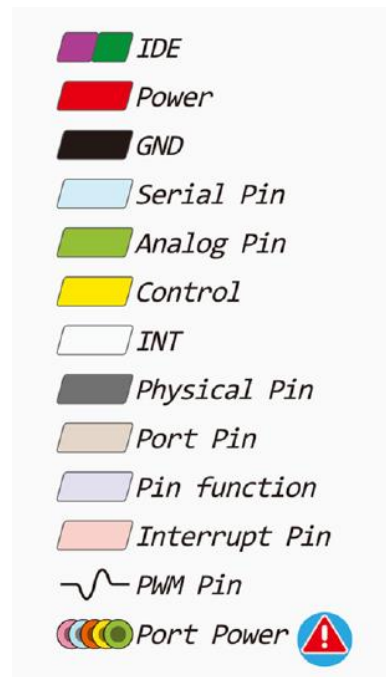 IDE
Power
GND
Serial Pin
Analog Pin
Control
INT
Physical Pin
Port Pin
Pin function
Interrupt Pin
PWM Pin
Port Power